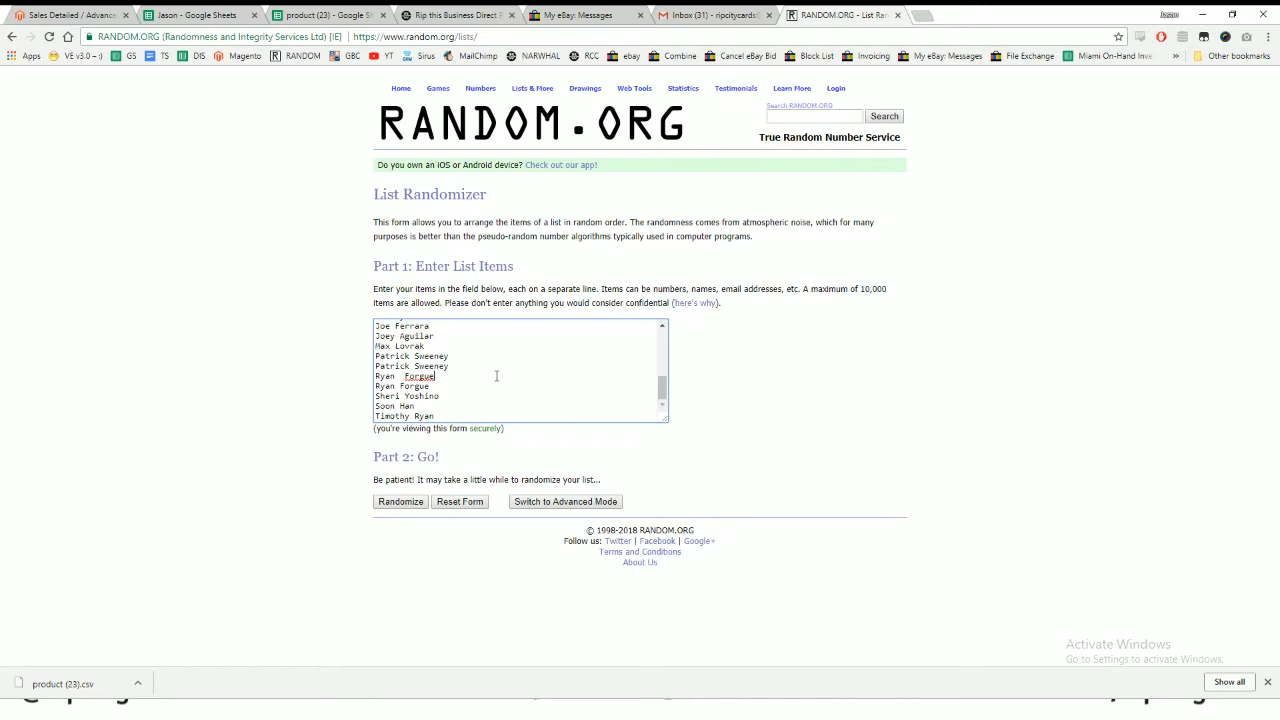 Sales Detailed / Advance
Jason - Google Sheets
product (23) - Google Sh
Rip this Business Direct F
My eBay: Messages
Inbox (31) - ripcitycards@
RANDOM.ORG - List Ran
Jason
RANDOM.ORG (Randomness and Integrity Services Ltd) [IE]
https://www.random.org/lists/
Apps
VE v3.0 -- :)
GS
TS
DIS
Magento
RANDOM
GBC
YT
Sirus
MailChimp
NARWHAL
RCC
ebay
Combine
Cancel eBay Bid
Block List
Invoicing
My eBay: Messages
File Exchange
Miami On-Hand Inve
»
Other bookmarks
Home
Games
Numbers
Lists & More
Drawings
Web Tools
Statistics
Testimonials
Learn More
Login
RANDOM.ORG
Search RANDOM.ORG
Search
True Random Number Service
Do you own an iOS or Android device? Check out our app!
List Randomizer
This form allows you to arrange the items of a list in random order. The randomness comes from atmospheric noise, which for many
purposes is better than the pseudo-random number algorithms typically used in computer programs.
Part 1: Enter List Items
Enter your items in the field below, each on a separate line. Items can be numbers, names, email addresses, etc. A maximum of 10,000
items are allowed. Please don't enter anything you would consider confidential (here's why).
Joe Ferrara
Joey Aguilar
Max Lovrak
Patrick Sweeney
Patrick Sweeney
Ryan  Forgue
Ryan Forgue
Sheri Yoshino
Soon Han
Timothy Ryan
(you're viewing this form securely)
Part 2: Go!
Be patient! It may take a little while to randomize your list...
Randomize
Reset Form
Switch to Advanced Mode
© 1998-2018 RANDOM.ORG
Follow us: Twitter | Facebook | Google+
Terms and Conditions
About Us
Activate Windows
Go to Settings to activate Windows.
product (23).csv
Show all